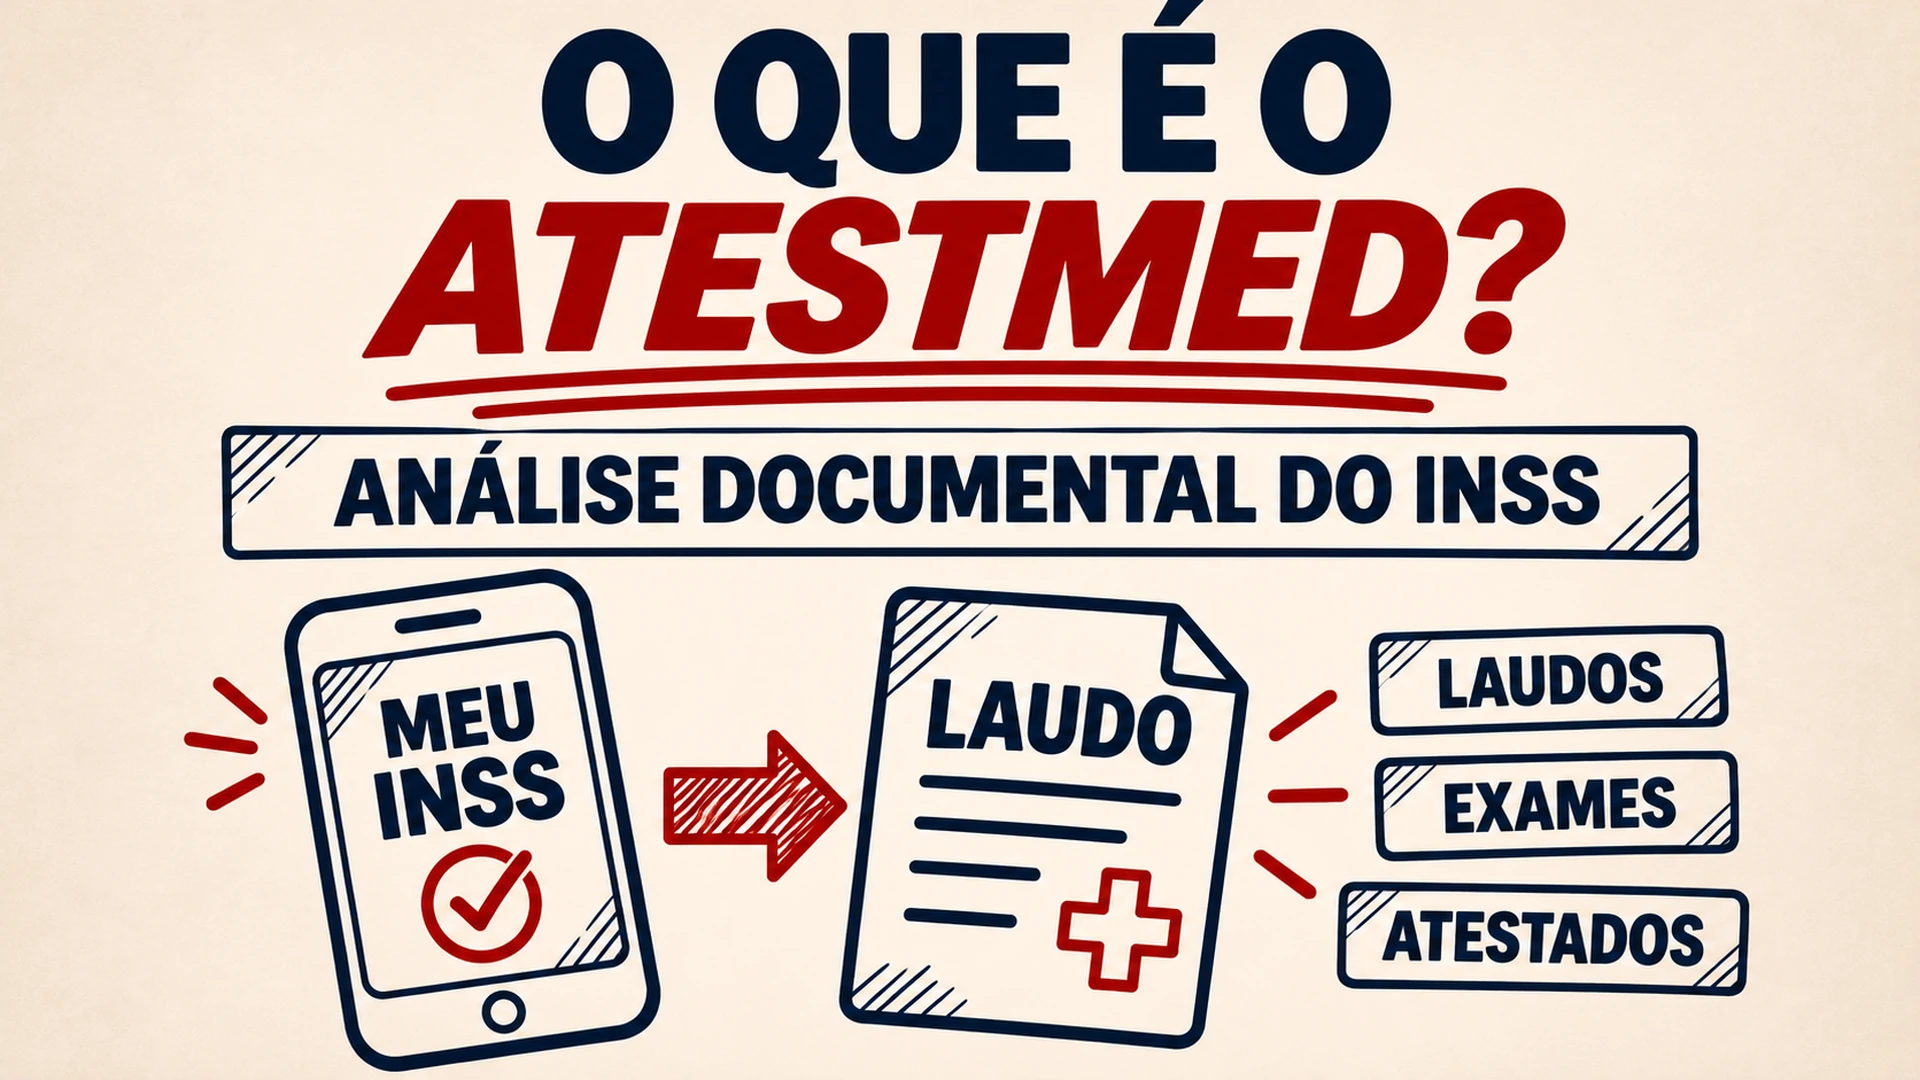 O QUE É O
ATESTMED?
ANÁLISE DOCUMENTAL DO INSS
MEU
INSS
LAUDO
LAUDOS
EXAMES
ATESTADOS